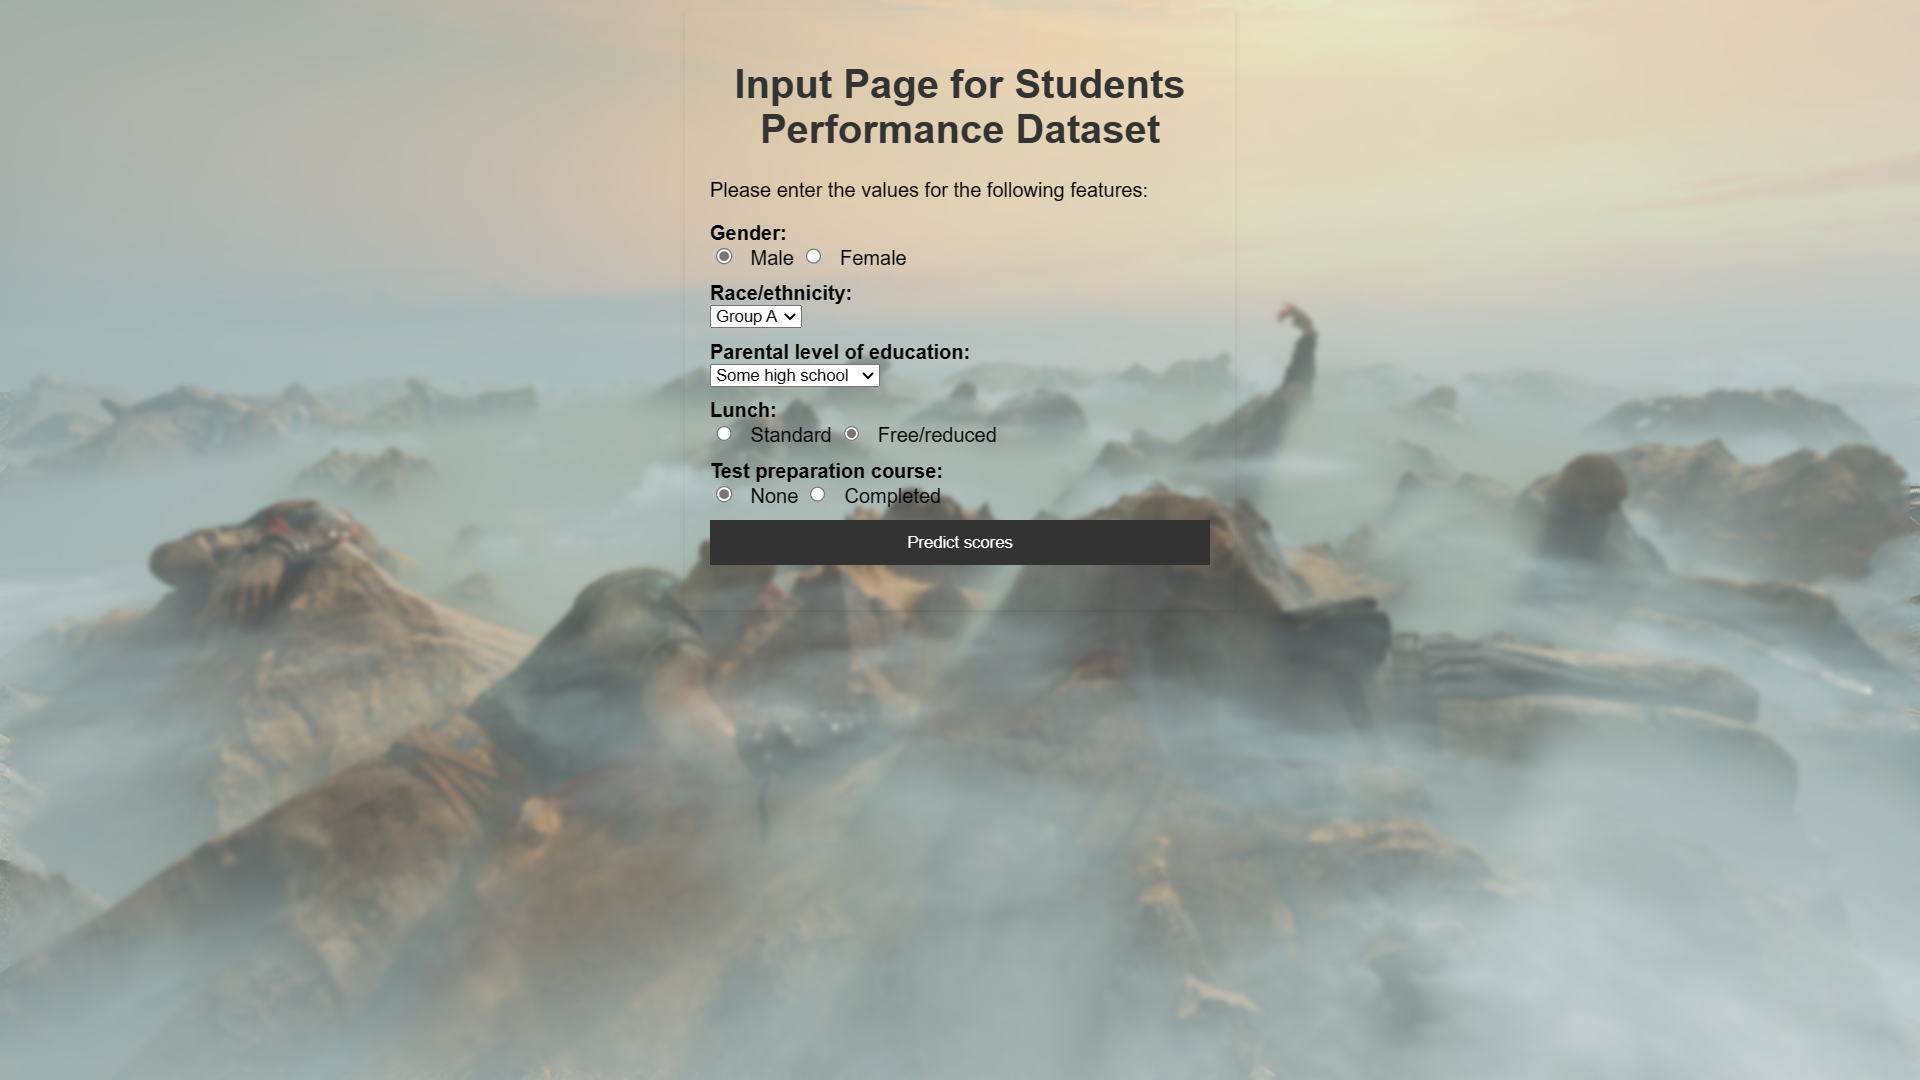 Input Page for Students
Performance Dataset
Please enter the values for the following features:
Gender:
Male Female
Race/ethnicity:
Group A
Parental level of education:
Some high school
Lunch:
Standard Free/reduced
Test preparation course:
None Completed
Predict scores